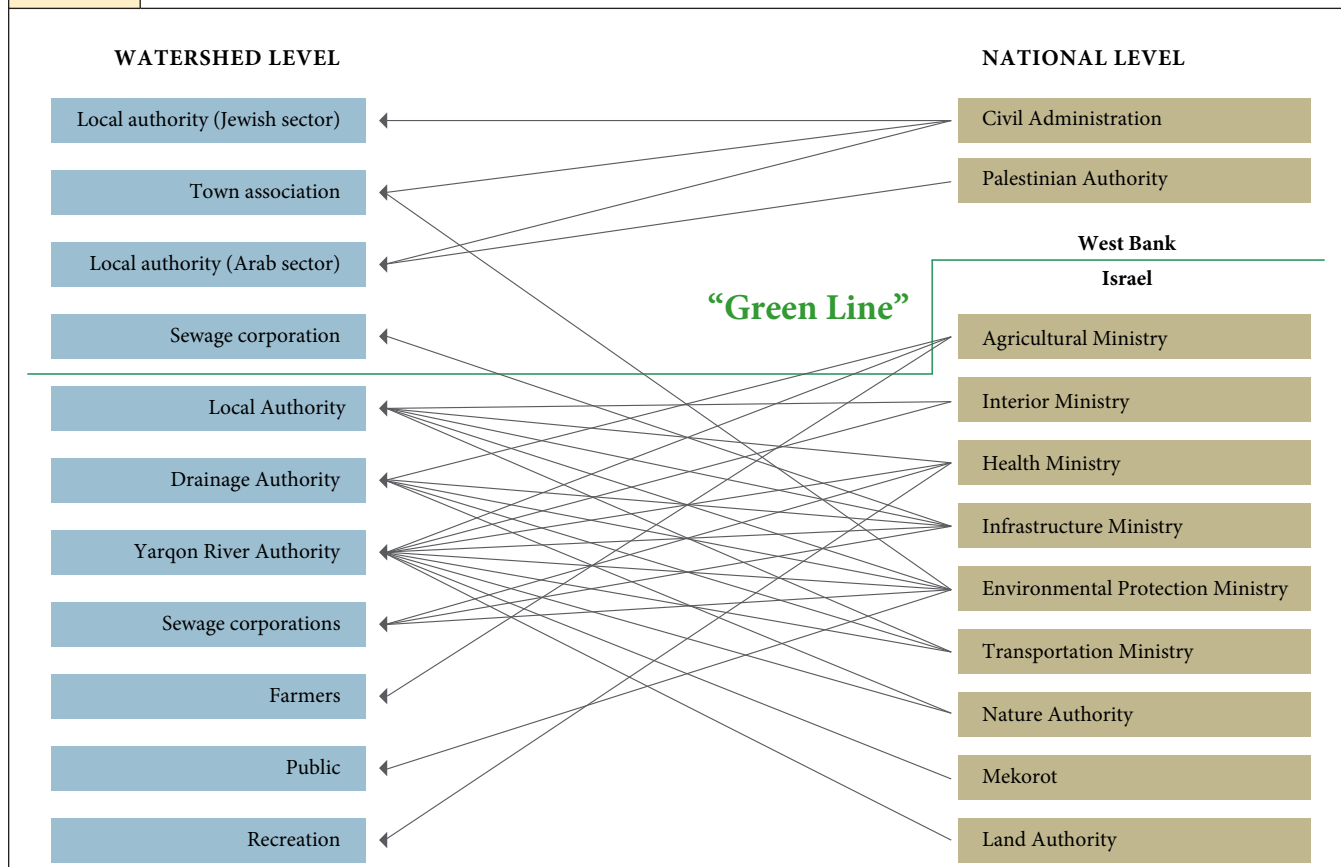 WATERSHED LEVEL
Local authority (Jewish sector)
Town association
Local authority (Arab sector)
Sewage corporation
Local Authority
Drainage Authority
Yarqon River Authority
Sewage corporations
Farmers
Public
Recreation
“Green Line”
NATIONAL LEVEL
Civil Administration
Palestinian Authority
West Bank
Israel
Agricultural Ministry
Interior Ministry
Health Ministry
Infrastructure Ministry
Environmental Protection Ministry
Transportation Ministry
Nature Authority
Mekorot
Land Authority